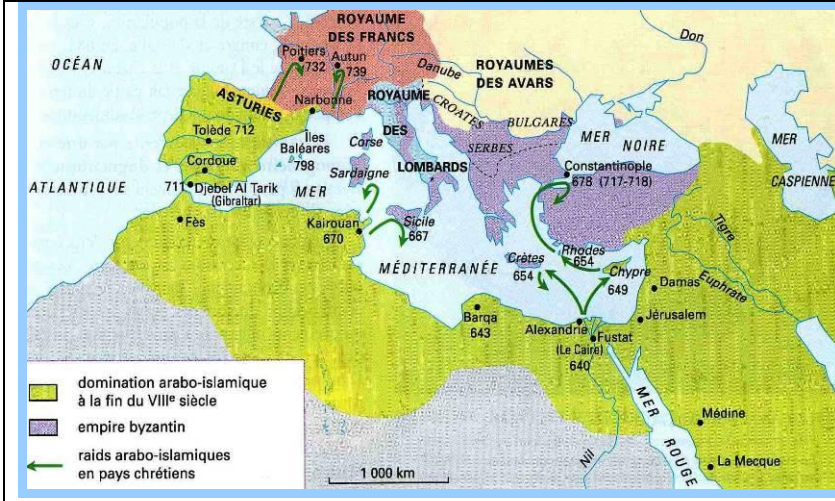 ROYAUME
DES FRANCS
OCÉAN
Poitiers
732
Autun
739
ROYAUMES
DES AVARS
Don
Danube
ASTURIES
Narbonne
ROYAUME
DES
LOMBARDS
CROATES
SERBES
BULGARES
MER
NOIRE
MER
CASPIENNE
Tolède 712
Îles
Baléares
798
Corse
Sardaigne
Cordoue
ATLANTIQUE
711
Djebel Al Tarik
(Gibraltar)
MER
MÉDITERRANÉE
Constantinople
678 (717-718)
Fès
Kairouan
670
Sicile
667
Crètes
654
Rhodes
654
Chypre
649
Tigre
Euphrate
Damas
Jérusalem
Barqa
643
Alexandrie
Fustat
(Le Caire)
640
Nil
MER
ROUGE
Médine
La Mecque
domination arabo-islamique
à la fin du VIIIe siècle
empire byzantin
raids arabo-islamiques
en pays chrétiens
1 000 km